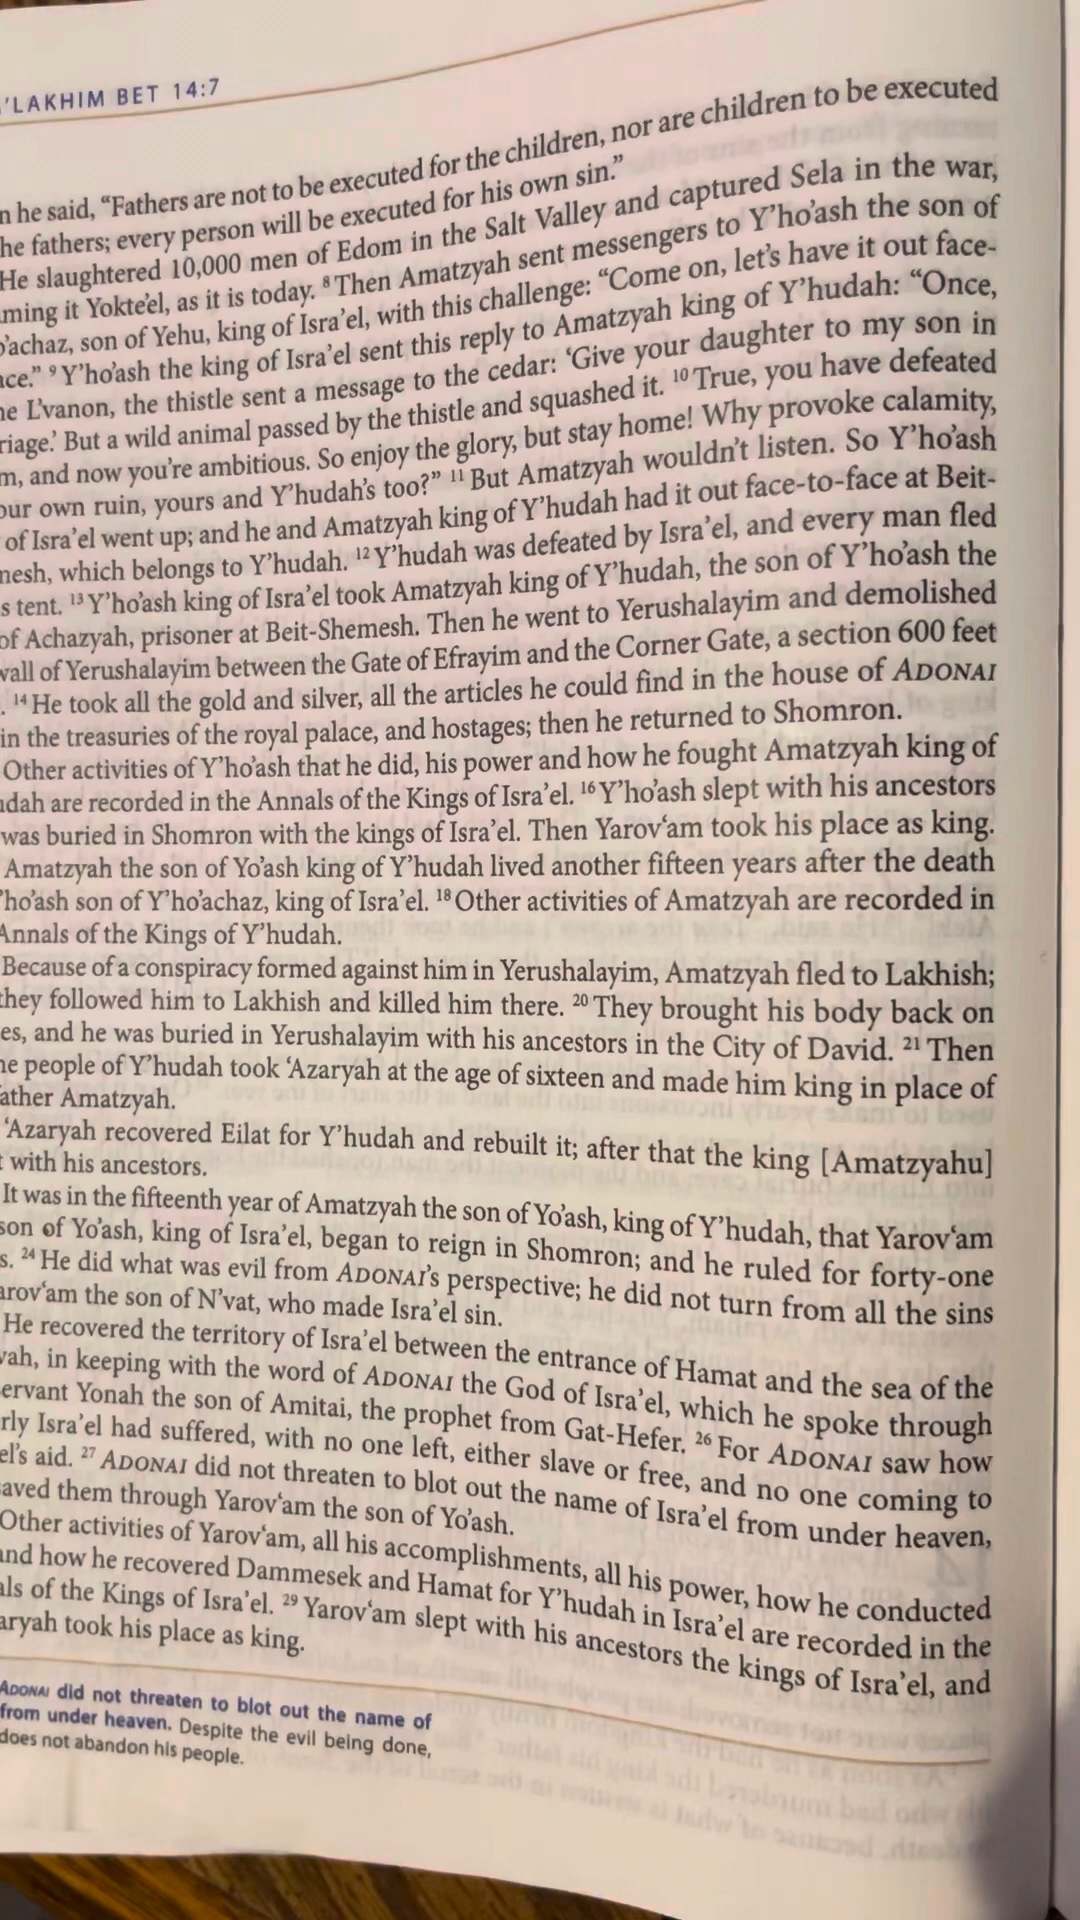 'LAKHIM BET 14:7
n he said, “Fathers are not to be executed for the children, nor are children to be executed
he fathers; every person will be executed for his own sin.”
He slaughtered 10,000 men of Edom in the Salt Valley and captured Sela in the war,
ming it Yokte’el, as it is today. 8 Then Amatzyah sent messengers to Y’ho’ash the son of
o’achaz, son of Yehu, king of Isra’el, with this challenge: “Come on, let’s have it out face-
ace.” 9 Y’ho’ash the king of Isra’el sent this reply to Amatzyah king of Y’hudah: “Once,
he L’vanon, the thistle sent a message to the cedar: ‘Give your daughter to my son in
riage.’ But a wild animal passed by the thistle and squashed it. 10 True, you have defeated
m, and now you’re ambitious. So enjoy the glory, but stay home! Why provoke calamity,
our own ruin, yours and Y’hudah’s too?” 11 But Amatzyah wouldn’t listen. So Y’ho’ash
of Isra’el went up; and he and Amatzyah king of Y’hudah had it out face-to-face at Beit-
mesh, which belongs to Y’hudah. 12 Y’hudah was defeated by Isra’el, and every man fled
s tent. 13 Y’ho’ash king of Isra’el took Amatzyah king of Y’hudah, the son of Y’ho’ash the
of Achazyah, prisoner at Beit-Shemesh. Then he went to Yerushalayim and demolished
wall of Yerushalayim between the Gate of Efrayim and the Corner Gate, a section 600 feet
. 14 He took all the gold and silver, all the articles he could find in the house of ADONAI
in the treasuries of the royal palace, and hostages; then he returned to Shomron.
Other activities of Y’ho’ash that he did, his power and how he fought Amatzyah king of
udah are recorded in the Annals of the Kings of Isra’el. 16 Y’ho’ash slept with his ancestors
was buried in Shomron with the kings of Isra’el. Then Yarov‘am took his place as king.
Amatzyah the son of Yo’ash king of Y’hudah lived another fifteen years after the death
’ho’ash son of Y’ho’achaz, king of Isra’el. 18 Other activities of Amatzyah are recorded in
Annals of the Kings of Y’hudah.
Because of a conspiracy formed against him in Yerushalayim, Amatzyah fled to Lakhish;
they followed him to Lakhish and killed him there. 20 They brought his body back on
es, and he was buried in Yerushalayim with his ancestors in the City of David. 21 Then
he people of Y’hudah took ‘Azaryah at the age of sixteen and made him king in place of
ather Amatzyah.
‘Azaryah recovered Eilat for Y’hudah and rebuilt it; after that the king [Amatzyahu]
t with his ancestors.
It was in the fifteenth year of Amatzyah the son of Yo’ash, king of Y’hudah, that Yarov‘am
son of Yo’ash, king of Isra’el, began to reign in Shomron; and he ruled for forty-one
s. 24 He did what was evil from ADONAI’s perspective; he did not turn from all the sins
arov‘am the son of N’vat, who made Isra’el sin.
He recovered the territory of Isra’el between the entrance of Hamat and the sea of the
vah, in keeping with the word of ADONAI the God of Isra’el, which he spoke through
ervant Yonah the son of Amitai, the prophet from Gat-Hefer. 26 For ADONAI saw how
rly Isra’el had suffered, with no one left, either slave or free, and no one coming to
el’s aid. 27 ADONAI did not threaten to blot out the name of Isra’el from under heaven,
aved them through Yarov‘am the son of Yo’ash.
Other activities of Yarov‘am, all his accomplishments, all his power, how he conducted
and how he recovered Dammesek and Hamat for Y’hudah in Isra’el are recorded in the
als of the Kings of Isra’el. 29 Yarov‘am slept with his ancestors the kings of Isra’el, and
aryah took his place as king.
ADONAI did not threaten to blot out the name of
from under heaven. Despite the evil being done,
does not abandon his people.